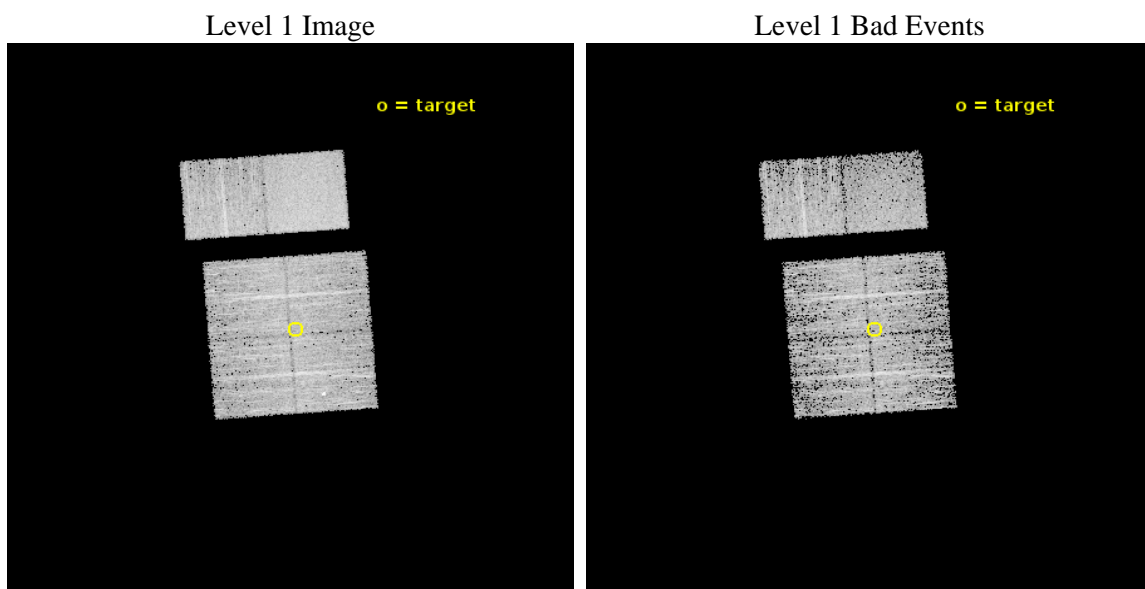 Level 1 Image
Level 1 Bad Events
o = target
o = target